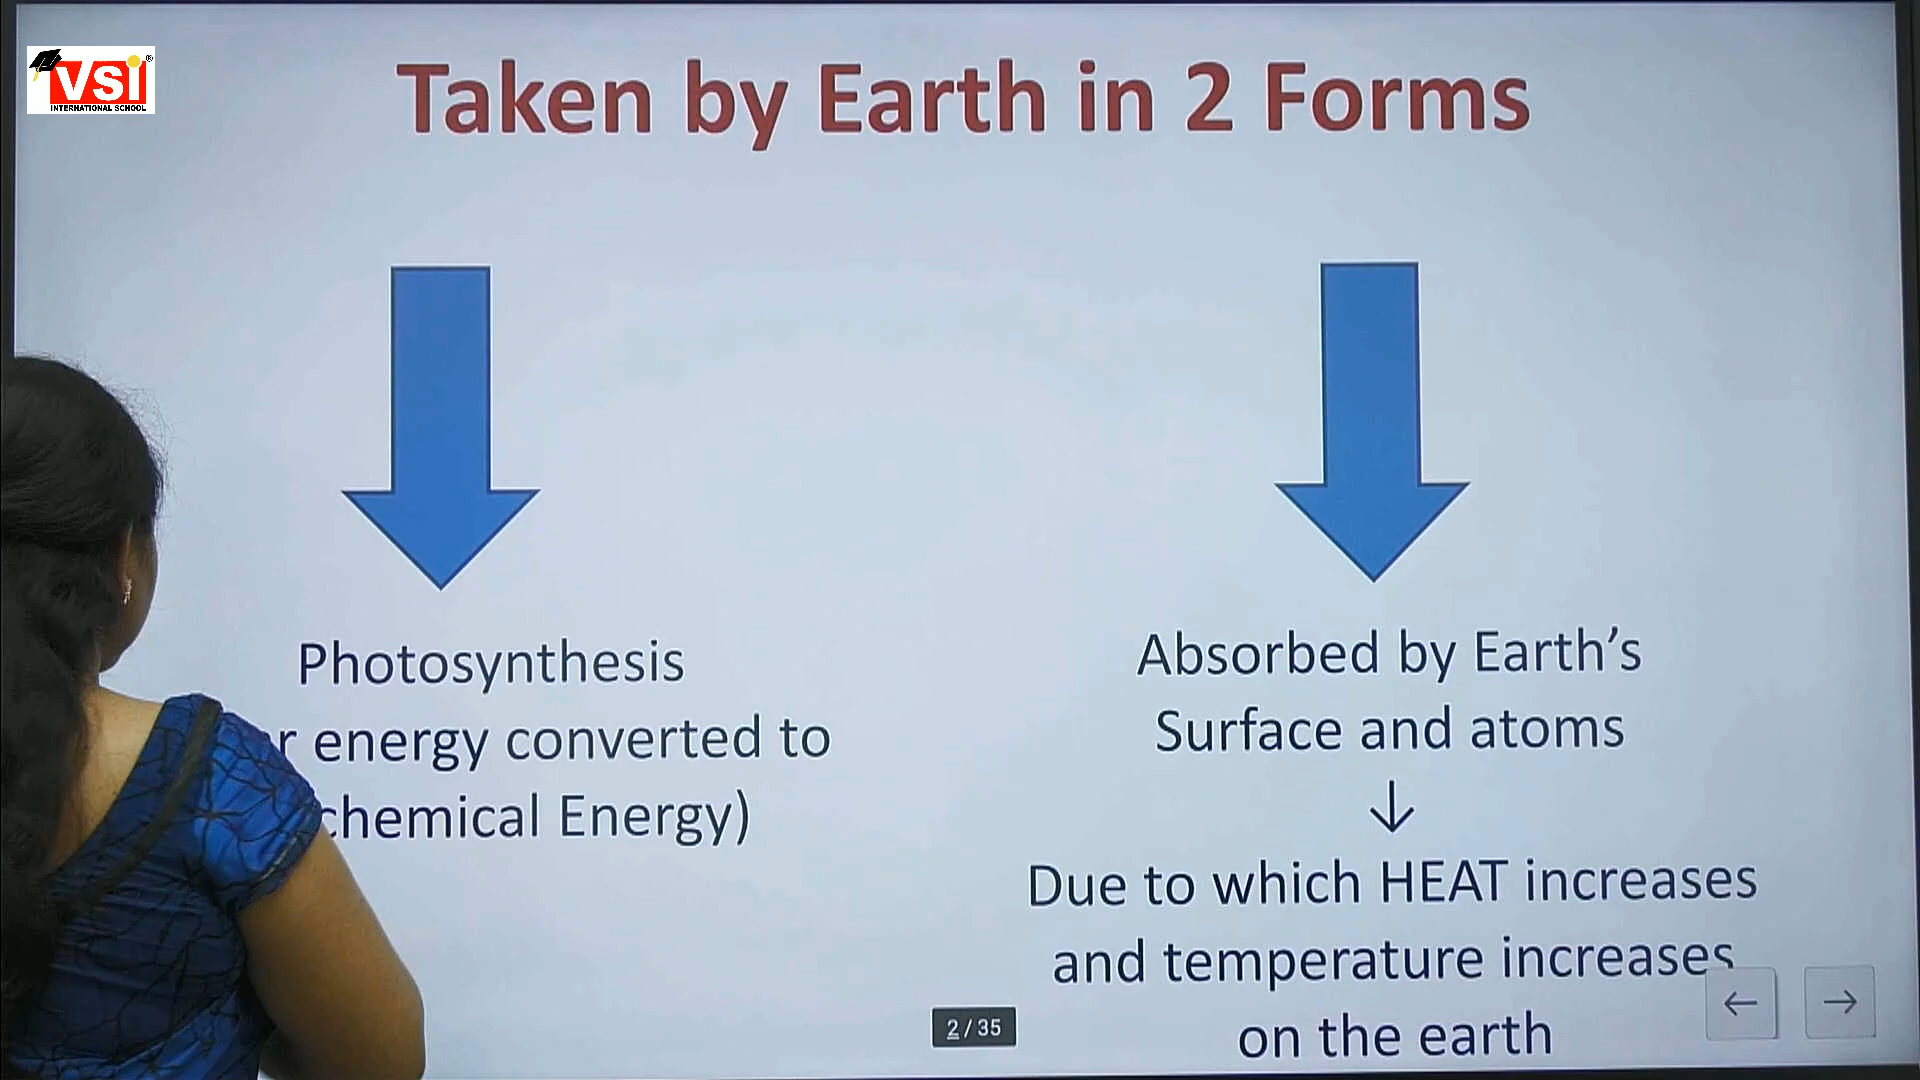 VSI
INTERNATIONAL SCHOOL
Taken by Earth in 2 Forms
Photosynthesis
energy converted to
chemical Energy)
Absorbed by Earth's
Surface and atoms
↓
Due to which HEAT increases
and temperature increases
on the earth
2 / 35